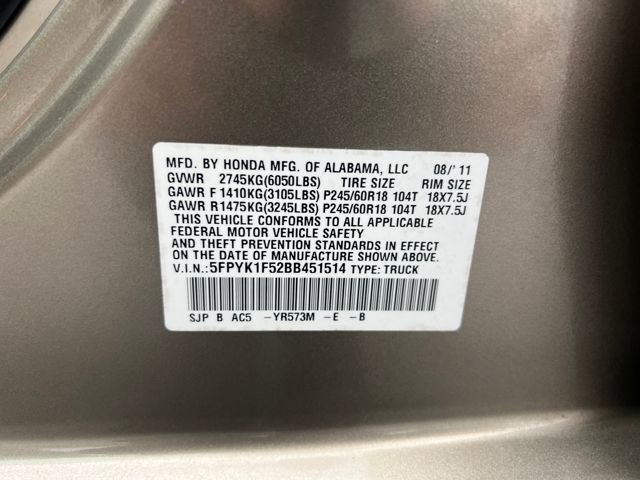 MFD. BY HONDA MFG. OF ALABAMA, LLC 08/'11
GVWR 2745KG(6050LBS) TIRE SIZE RIM SIZE
GAWR F 1410KG(3105LBS) P245/60R18 104T 18X7.5J
GAWR R1475KG(3245LBS) P245/60R18 104T 18X7.5J
THIS VEHICLE CONFORMS TO ALL APPLICABLE
FEDERAL MOTOR VEHICLE SAFETY
AND THEFT PREVENTION STANDARDS IN EFFECT
ON THE DATE OF MANUFACTURE SHOWN ABOVE.
V.I.N.: 5FPYK1F52BB451514 TYPE: TRUCK
SJP B AC5 -YR573M -E -B